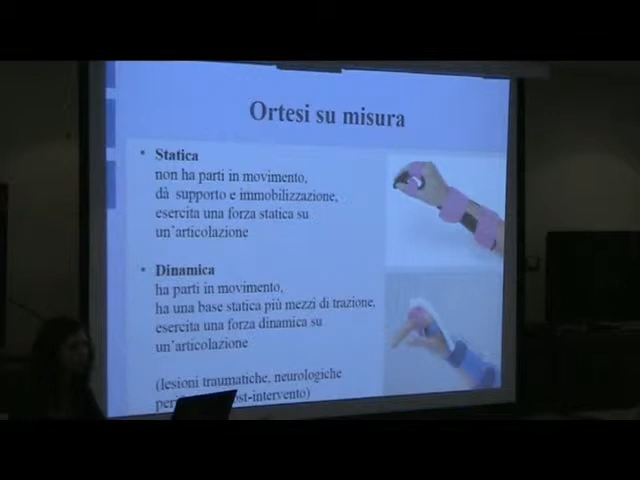 Ortesi su misura
• Statica
non ha parti in movimento,
dà supporto e immobilizzazione,
esercita una forza statica su
un'articolazione
• Dinamica
ha parti in movimento,
ha una base statica più mezzi di trazione,
esercita una forza dinamica su
un'articolazione
(lesioni traumatiche, neurologiche